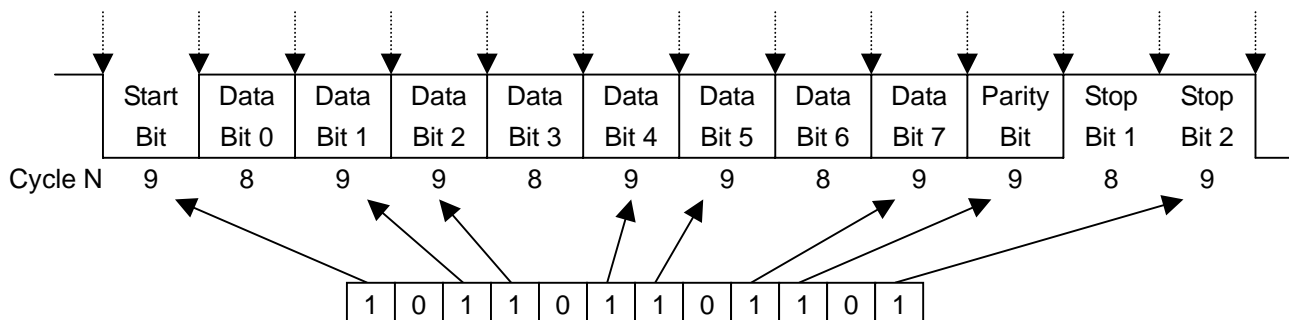 Start Data Data Data Data Data Data Data Data Parity Stop Stop
Bit Bit 0 Bit 1 Bit 2 Bit 3 Bit 4 Bit 5 Bit 6 Bit 7 Bit Bit 1 Bit 2
Cycle N 9 8 9 9 8 9 9 8 9 9 8 9
1 0 1 1 0 1 1 0 1 1 0 1